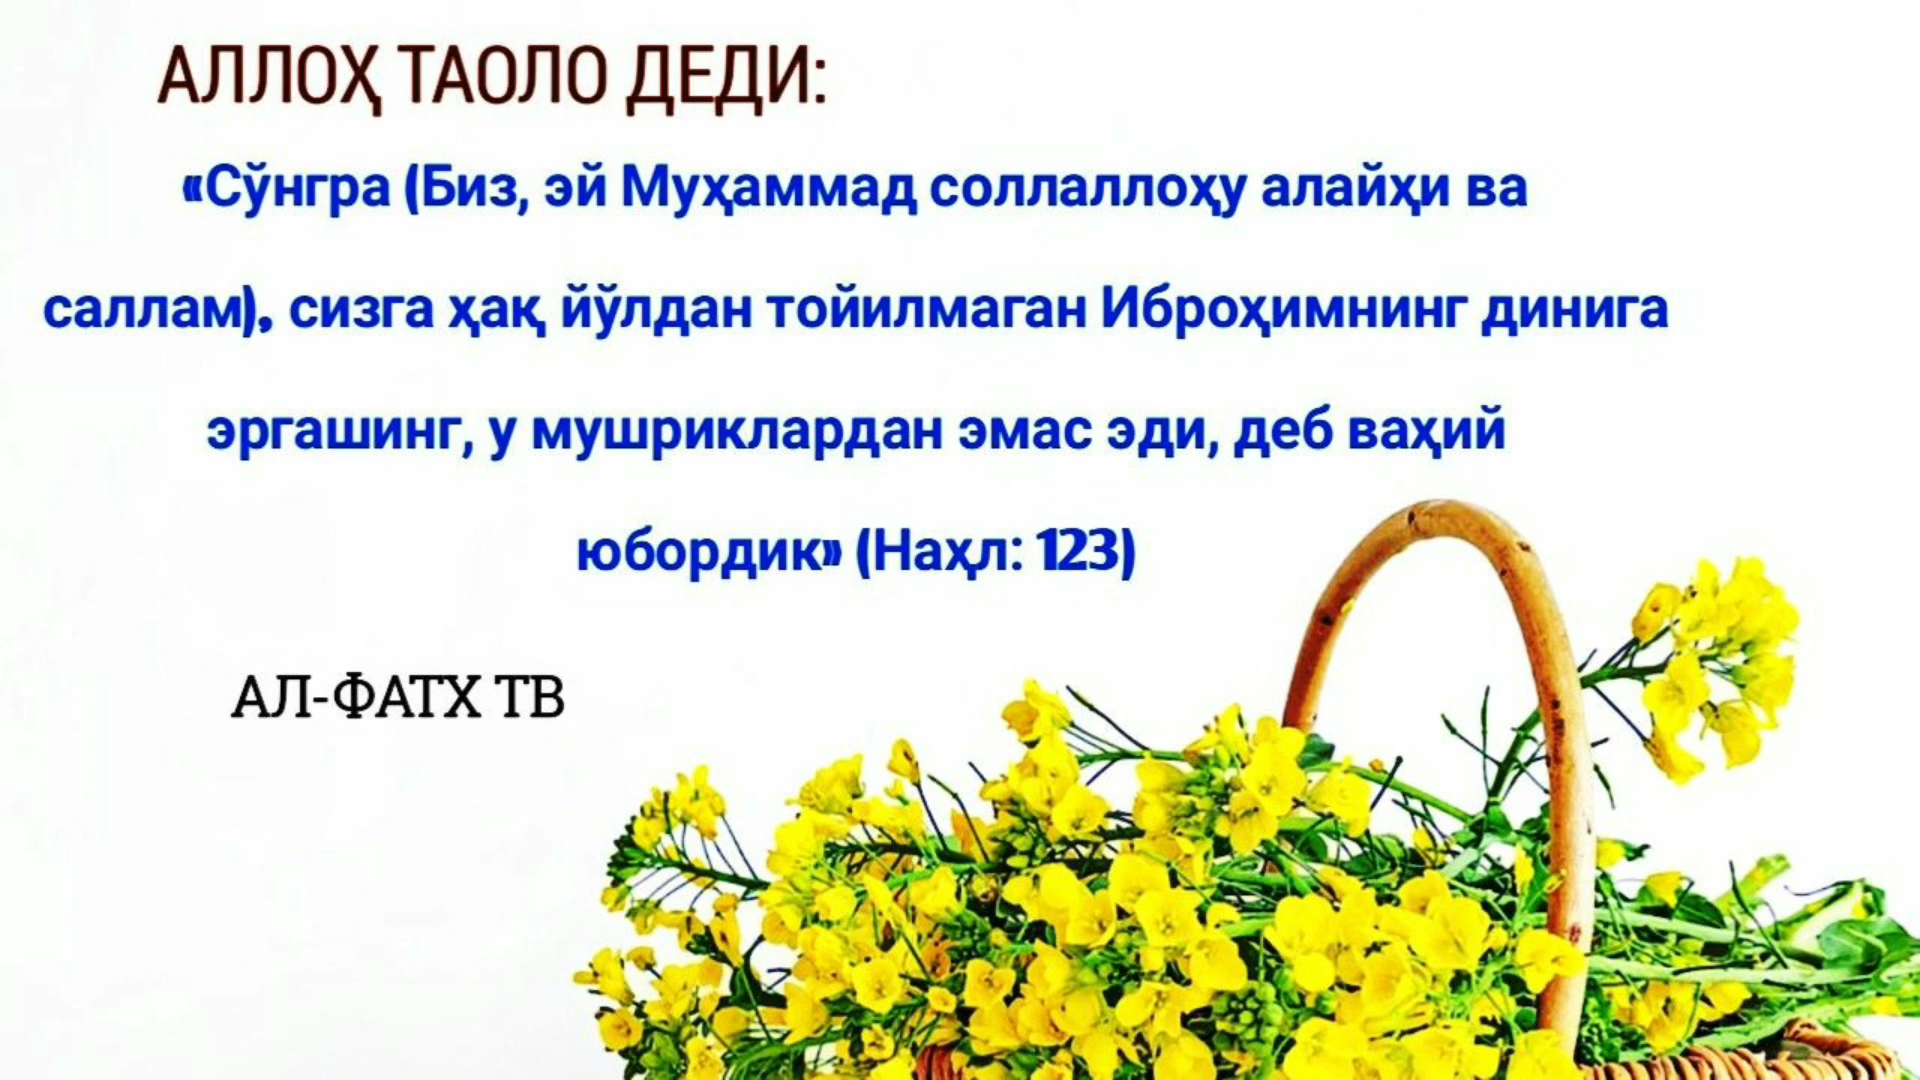 АЛЛОҲ ТАОЛО ДЕДИ:
«Сўнгра (Биз, эй Муҳаммад соллаллоҳу алайҳи ва
саллам), сизга ҳақ йўлдан тойилмаган Иброҳимнинг динига
эргашинг, у мушриклардан эмас эди, деб ваҳий
юбордик» (Наҳл: 123)
АЛ-ФАТХ ТВ